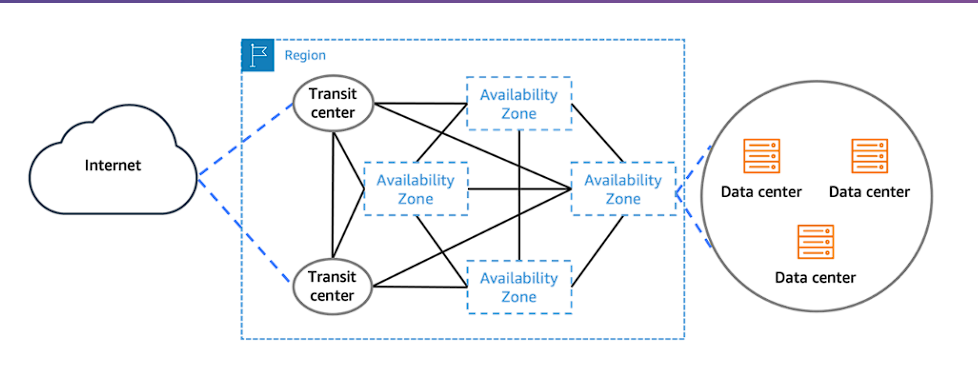 Region
Transit
center
Availability
Zone
Internet
Availability
Zone
Availability
Zone
Data center
Data center
Transit
center
Availability
Zone
Data center